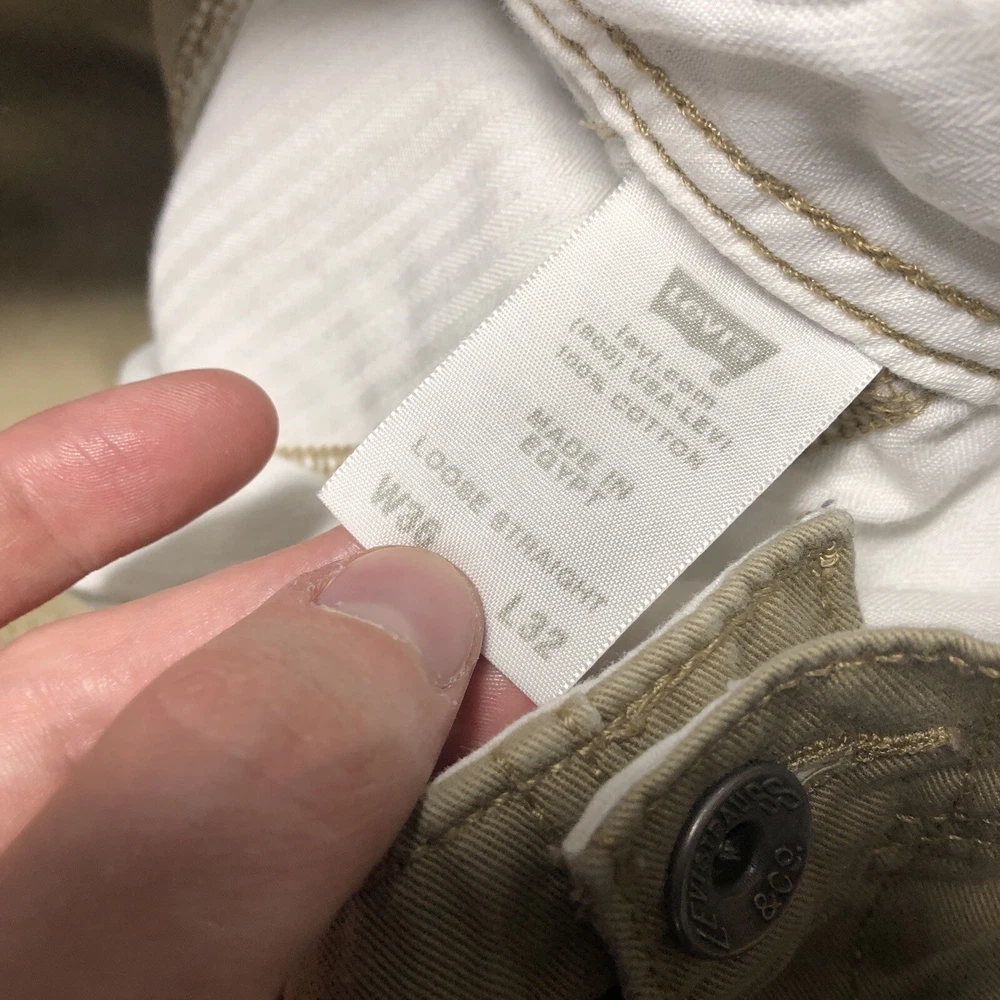 Levi's
levi.com
(800) USA-LEVI
100% COTTON
MADE IN
EGYPT
LOOSE STRAIGHT
W36 L32
LEVI STRAUSS
& CO.